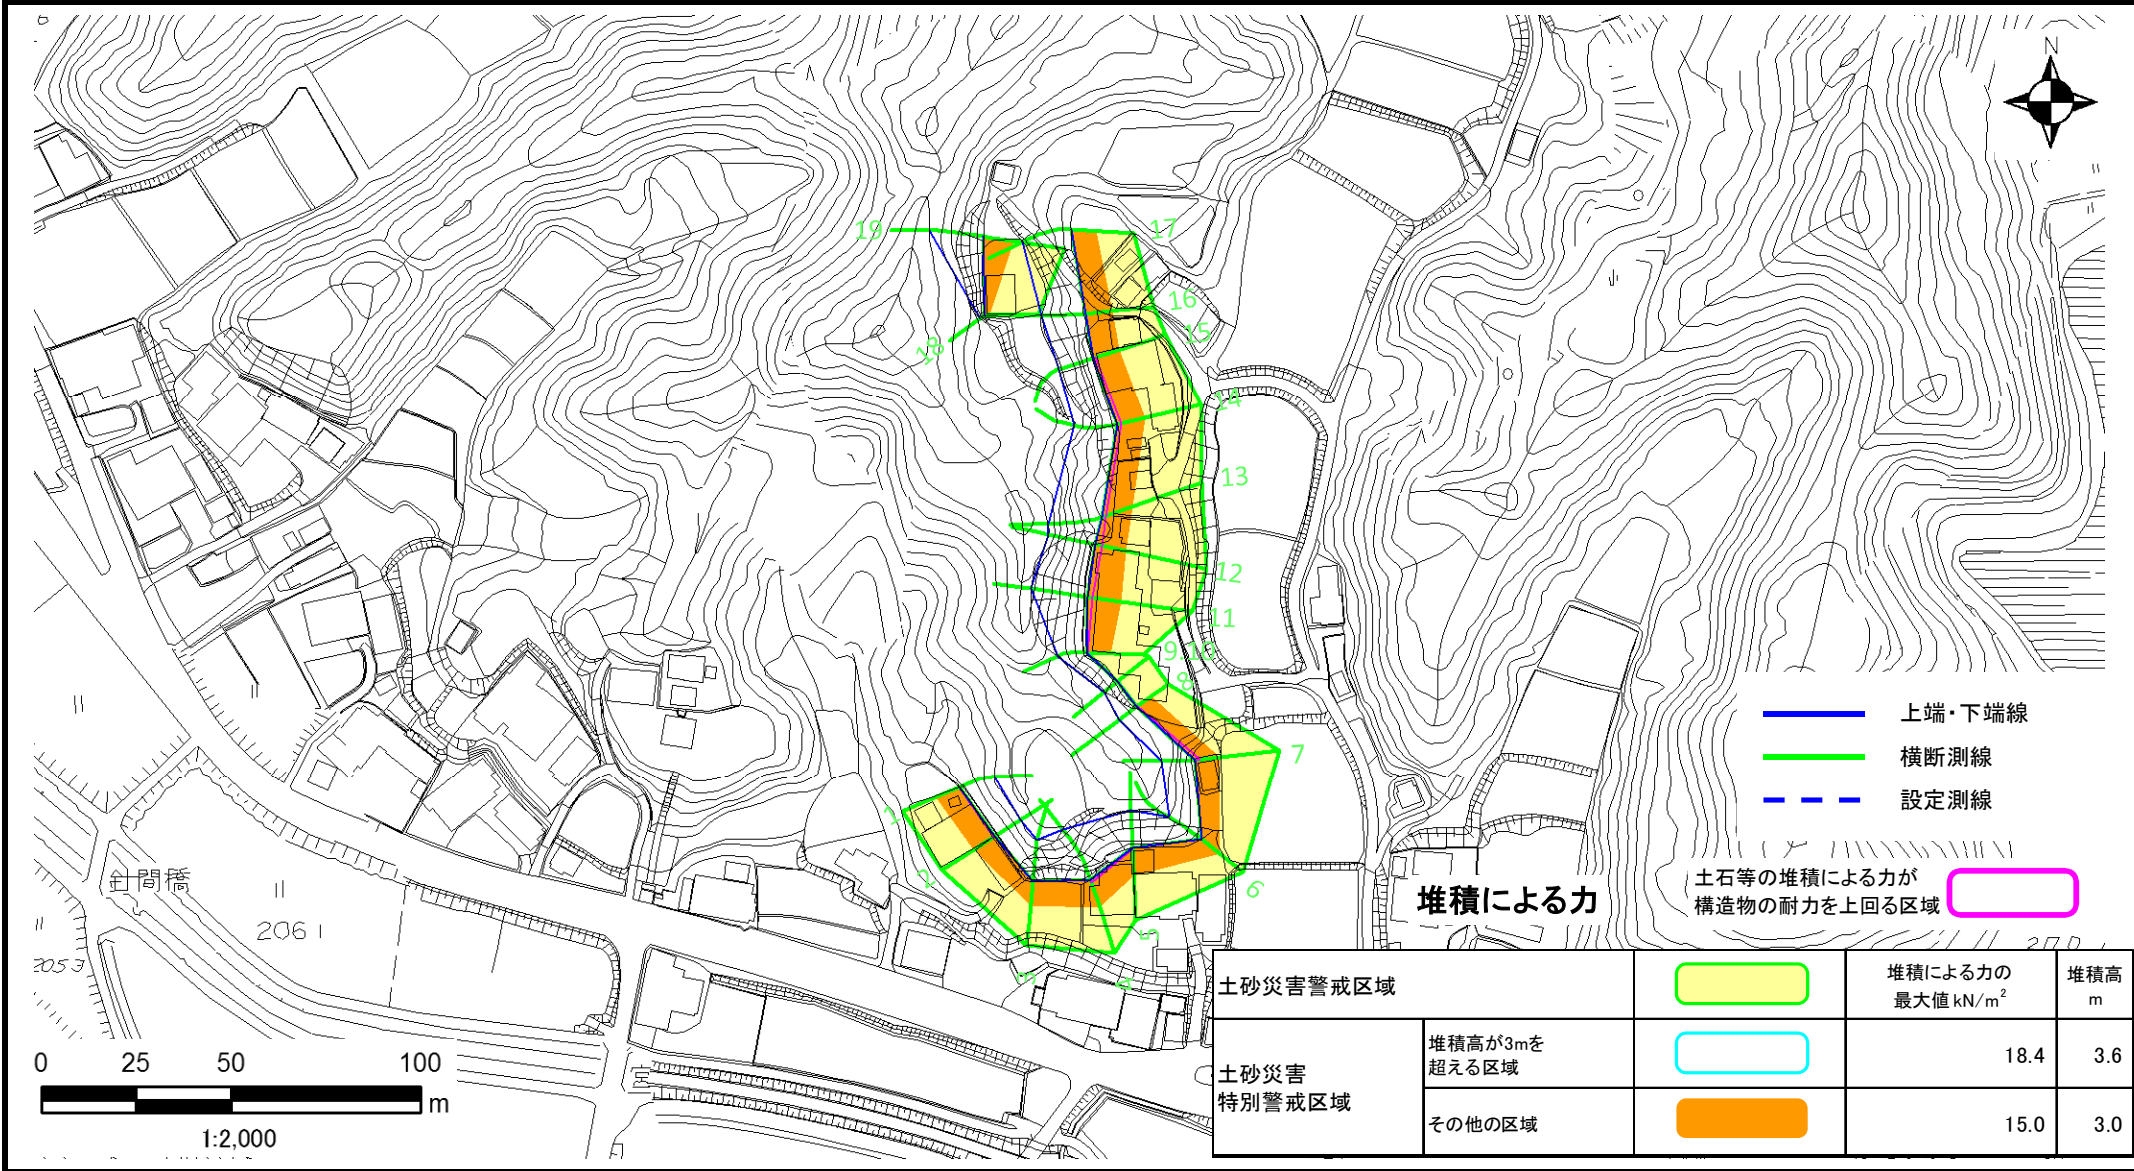 N
19
17
16
15
18
14
13
12
11
9.10
8
7
1
2
6
5
3
4
上端・下端線
横断測線
設定測線
土石等の堆積による力が
構造物の耐力を上回る区域
堆積による力
206 1
205 3
0 25 50 100
m
1:2,000
土砂災害警戒区域
堆積による力の
最大値 kN/m²
堆積高
m
土砂災害
特別警戒区域
堆積高が3mを
超える区域
18.4
3.6
その他の区域
15.0
3.0